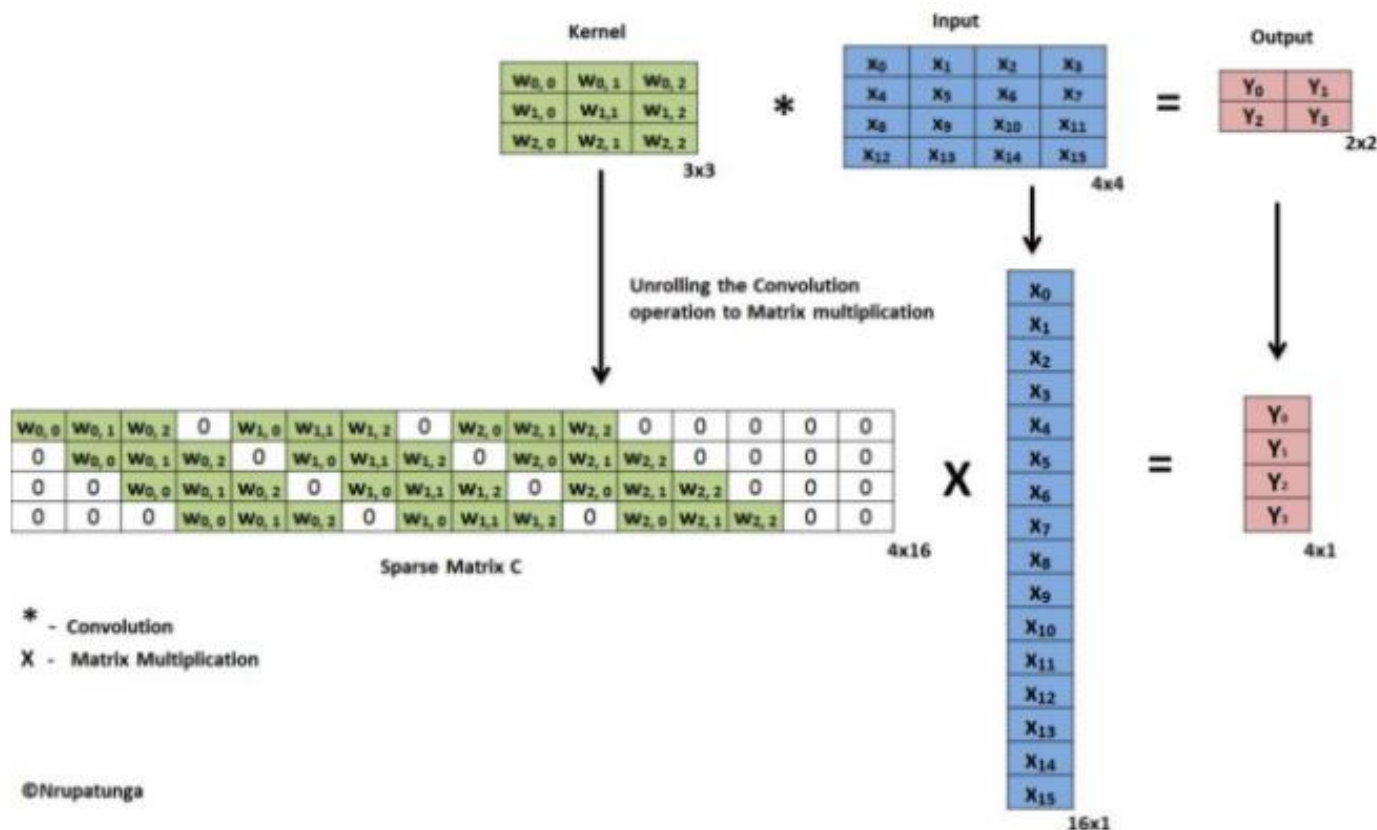 Kernel
Input
Output
W0,0 W0,1 W0,2
W1,0 W1,1 W1,2
W2,0 W2,1 W2,2
3x3
*
X0 X1 X2 X3
X4 X5 X6 X7
X8 X9 X10 X11
X12 X13 X14 X15
4x4
=
Y0 Y1
Y2 Y3
2x2
Unrolling the Convolution
operation to Matrix multiplication
W0,0 W0,1 W0,2 0 W1,0 W1,1 W1,2 0 W2,0 W2,1 W2,2 0 0 0 0 0
0 W0,0 W0,1 W0,2 0 W1,0 W1,1 W1,2 0 W2,0 W2,1 W2,2 0 0 0 0
0 0 W0,0 W0,1 W0,2 0 W1,0 W1,1 W1,2 0 W2,0 W2,1 W2,2 0 0 0
0 0 0 W0,0 W0,1 W0,2 0 W1,0 W1,1 W1,2 0 W2,0 W2,1 W2,2 0 0
4x16
Sparse Matrix C
X
X0
X1
X2
X3
X4
X5
X6
X7
X8
X9
X10
X11
X12
X13
X14
X15
16x1
=
Y0
Y1
Y2
Y3
4x1
* - Convolution
X - Matrix Multiplication
©Nrupatunga